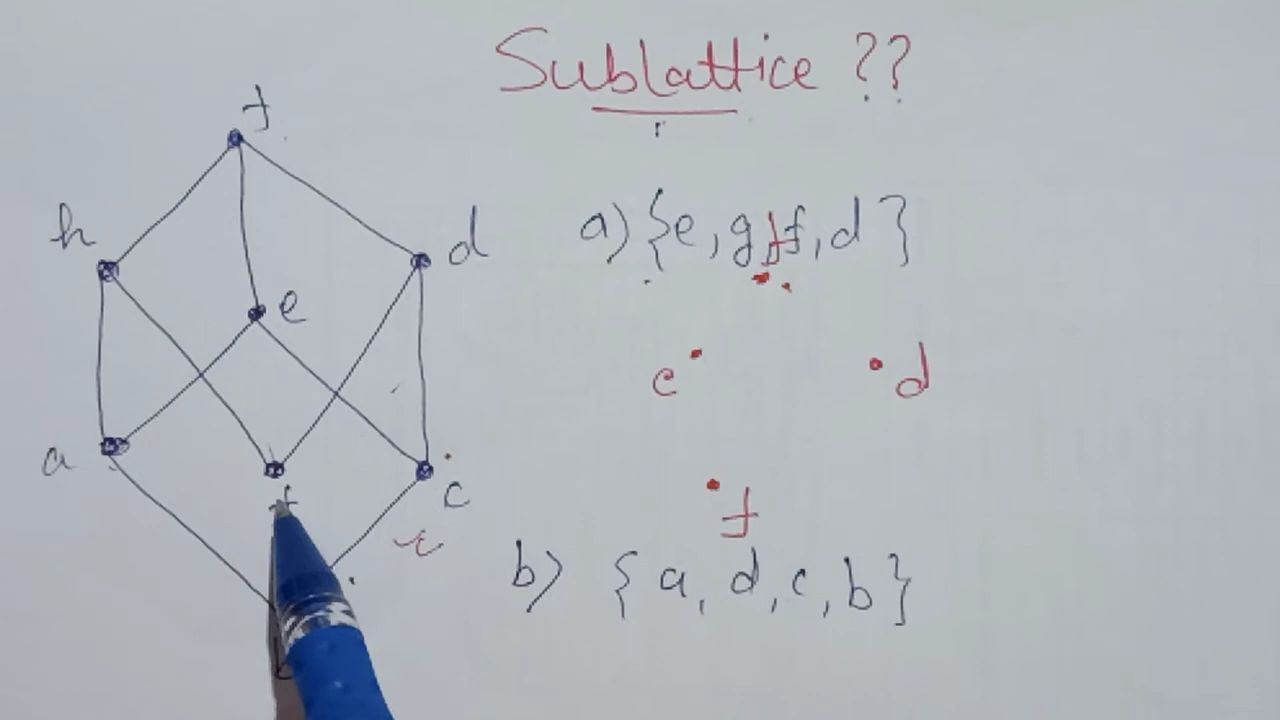 Sublattice ??
f
h
d
a) {e, g, f, d}
e
e
d
a
c
f
b) { a, d, c, b}